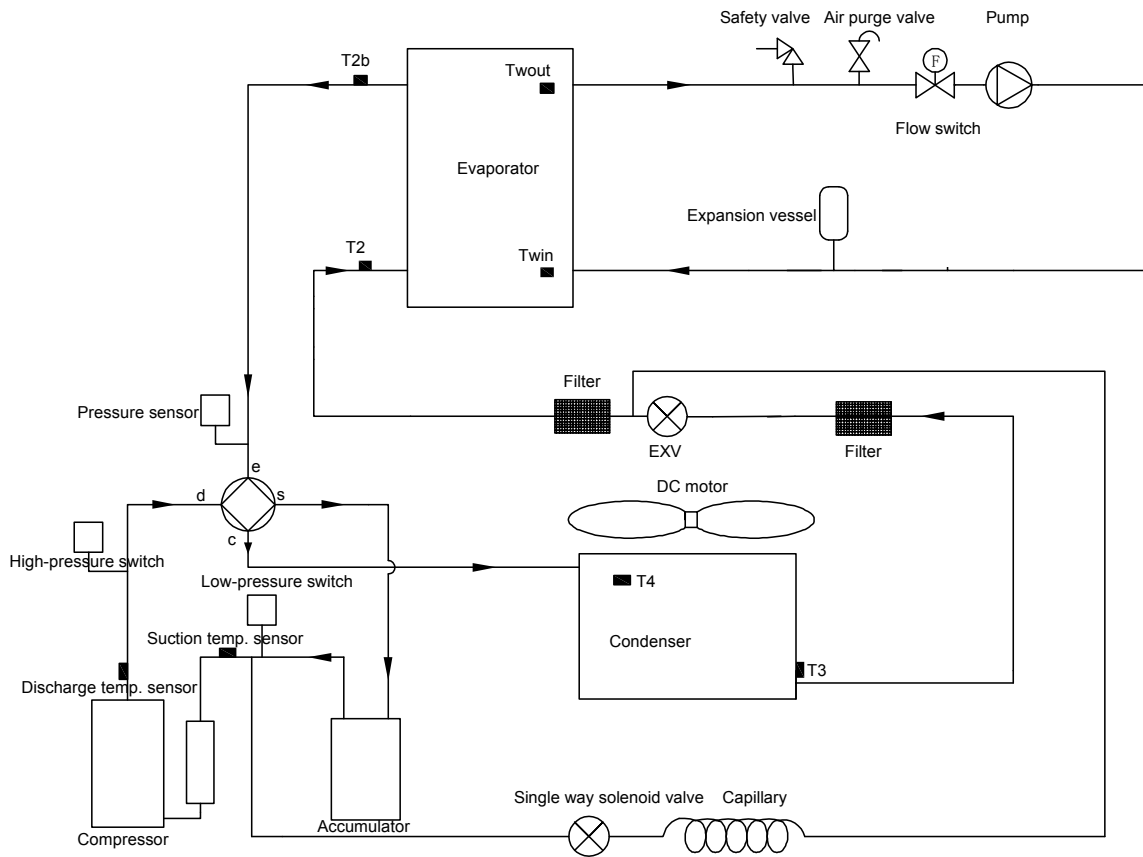 Safety valve
Air purge valve
Pump
T2b
Twout
F
Flow switch
Evaporator
Expansion vessel
T2
Twin
Filter
Pressure sensor
EXV
Filter
e
d
s
DC motor
c
High-pressure switch
Low-pressure switch
T4
Suction temp. sensor
Condenser
T3
Discharge temp. sensor
Single way solenoid valve
Capillary
Accumulator
Compressor